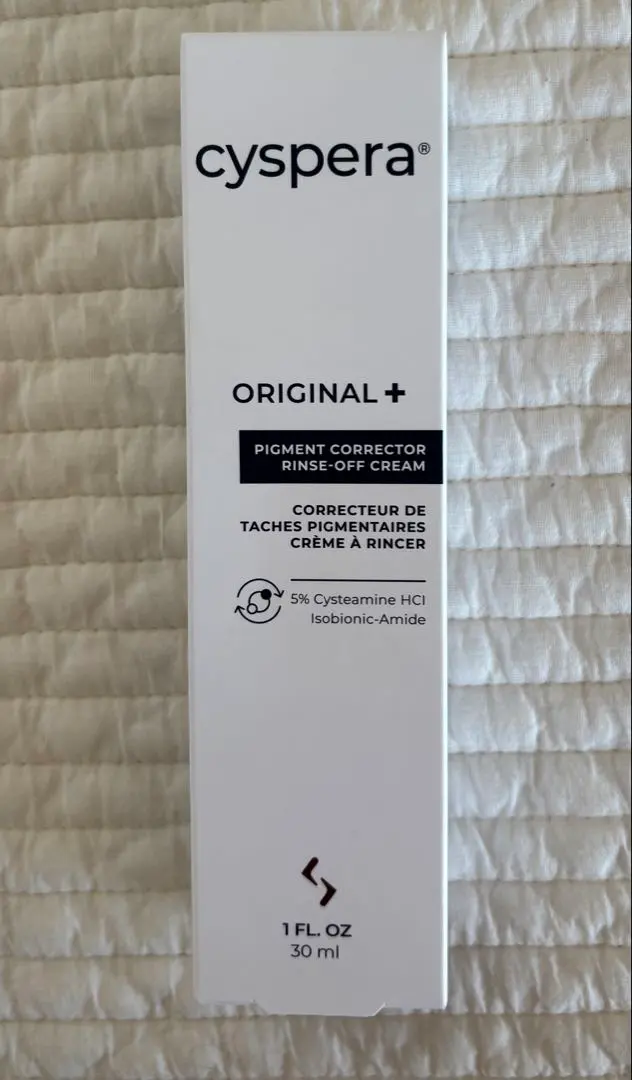 cyspera®
ORIGINAL+
PIGMENT CORRECTOR
RINSE-OFF CREAM
CORRECTEUR DE
TACHES PIGMENTAIRES
CRÈME À RINCER
5% Cysteamine HCl
Isobionic-Amide
1 FL. OZ
30 ml